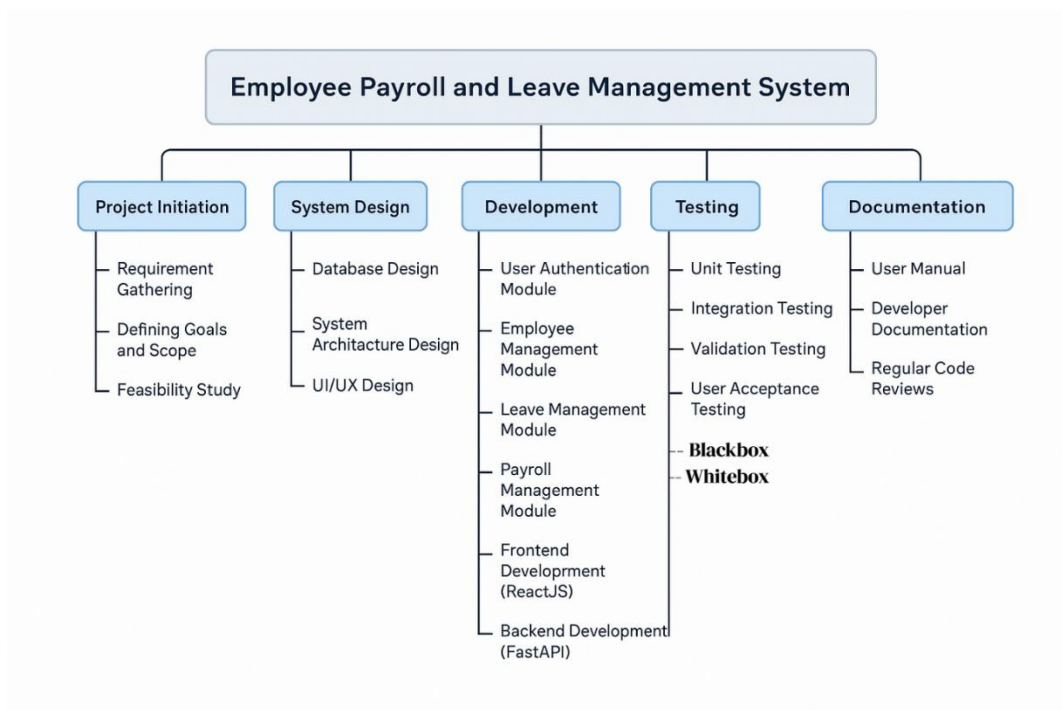 Employee Payroll and Leave Management System
Project Initiation
Requirement
Gathering
Defining Goals
and Scope
Feasibility Study
System Design
Database Design
System
Architacture Design
UI/UX Design
Development
User Authentication
Module
Employee
Management
Module
Leave Management
Module
Payroll
Management
Module
Frontend
Developrment
(ReactJS)
Backend Development
(FastAPI)
Testing
Unit Testing
Integration Testing
Validation Testing
User Acceptance
Testing
Blackbox
Whitebox
Documentation
User Manual
Developer
Documentation
Regular Code
Reviews